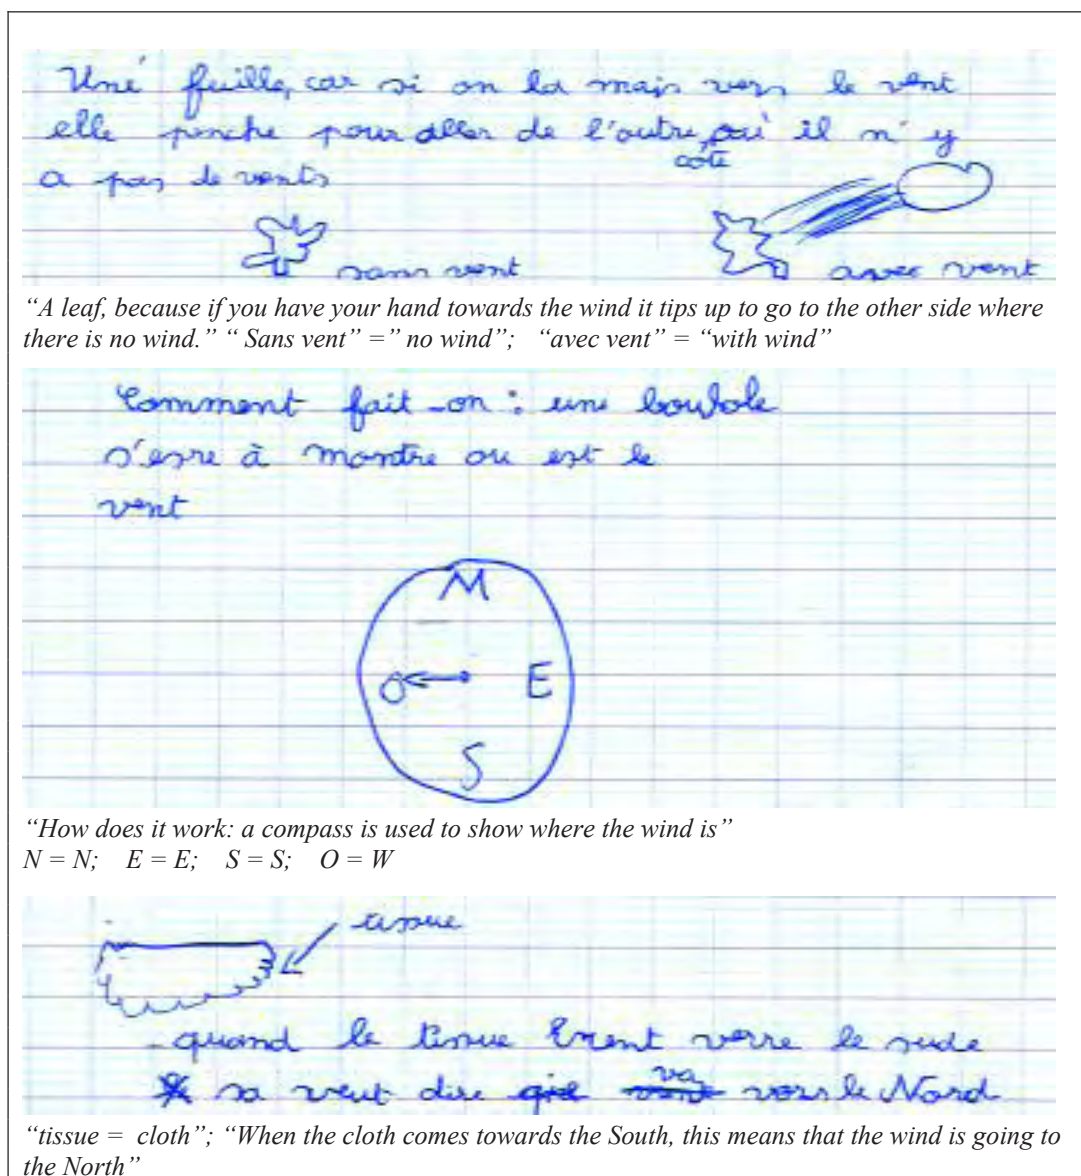 Une feuille, car si on la main vers le vent
elle penche pour aller de l'autre, où il n'y
côté
a pas de vents
sans vent
avec vent
“A leaf, because if you have your hand towards the wind it tips up to go to the other side where
there is no wind.” “ Sans vent” =” no wind”; “avec vent” = “with wind”
Comment fait-on : une
à montre ou est le
vent
N
O E
S
“How does it work: a compass is used to show where the wind is”
N = N; E = E; S = S; O = W
tissue
quand le tissue vient verre le sude
sa veut dire va vers le Nord
“tissue = cloth”; “When the cloth comes towards the South, this means that the wind is going to
the North”